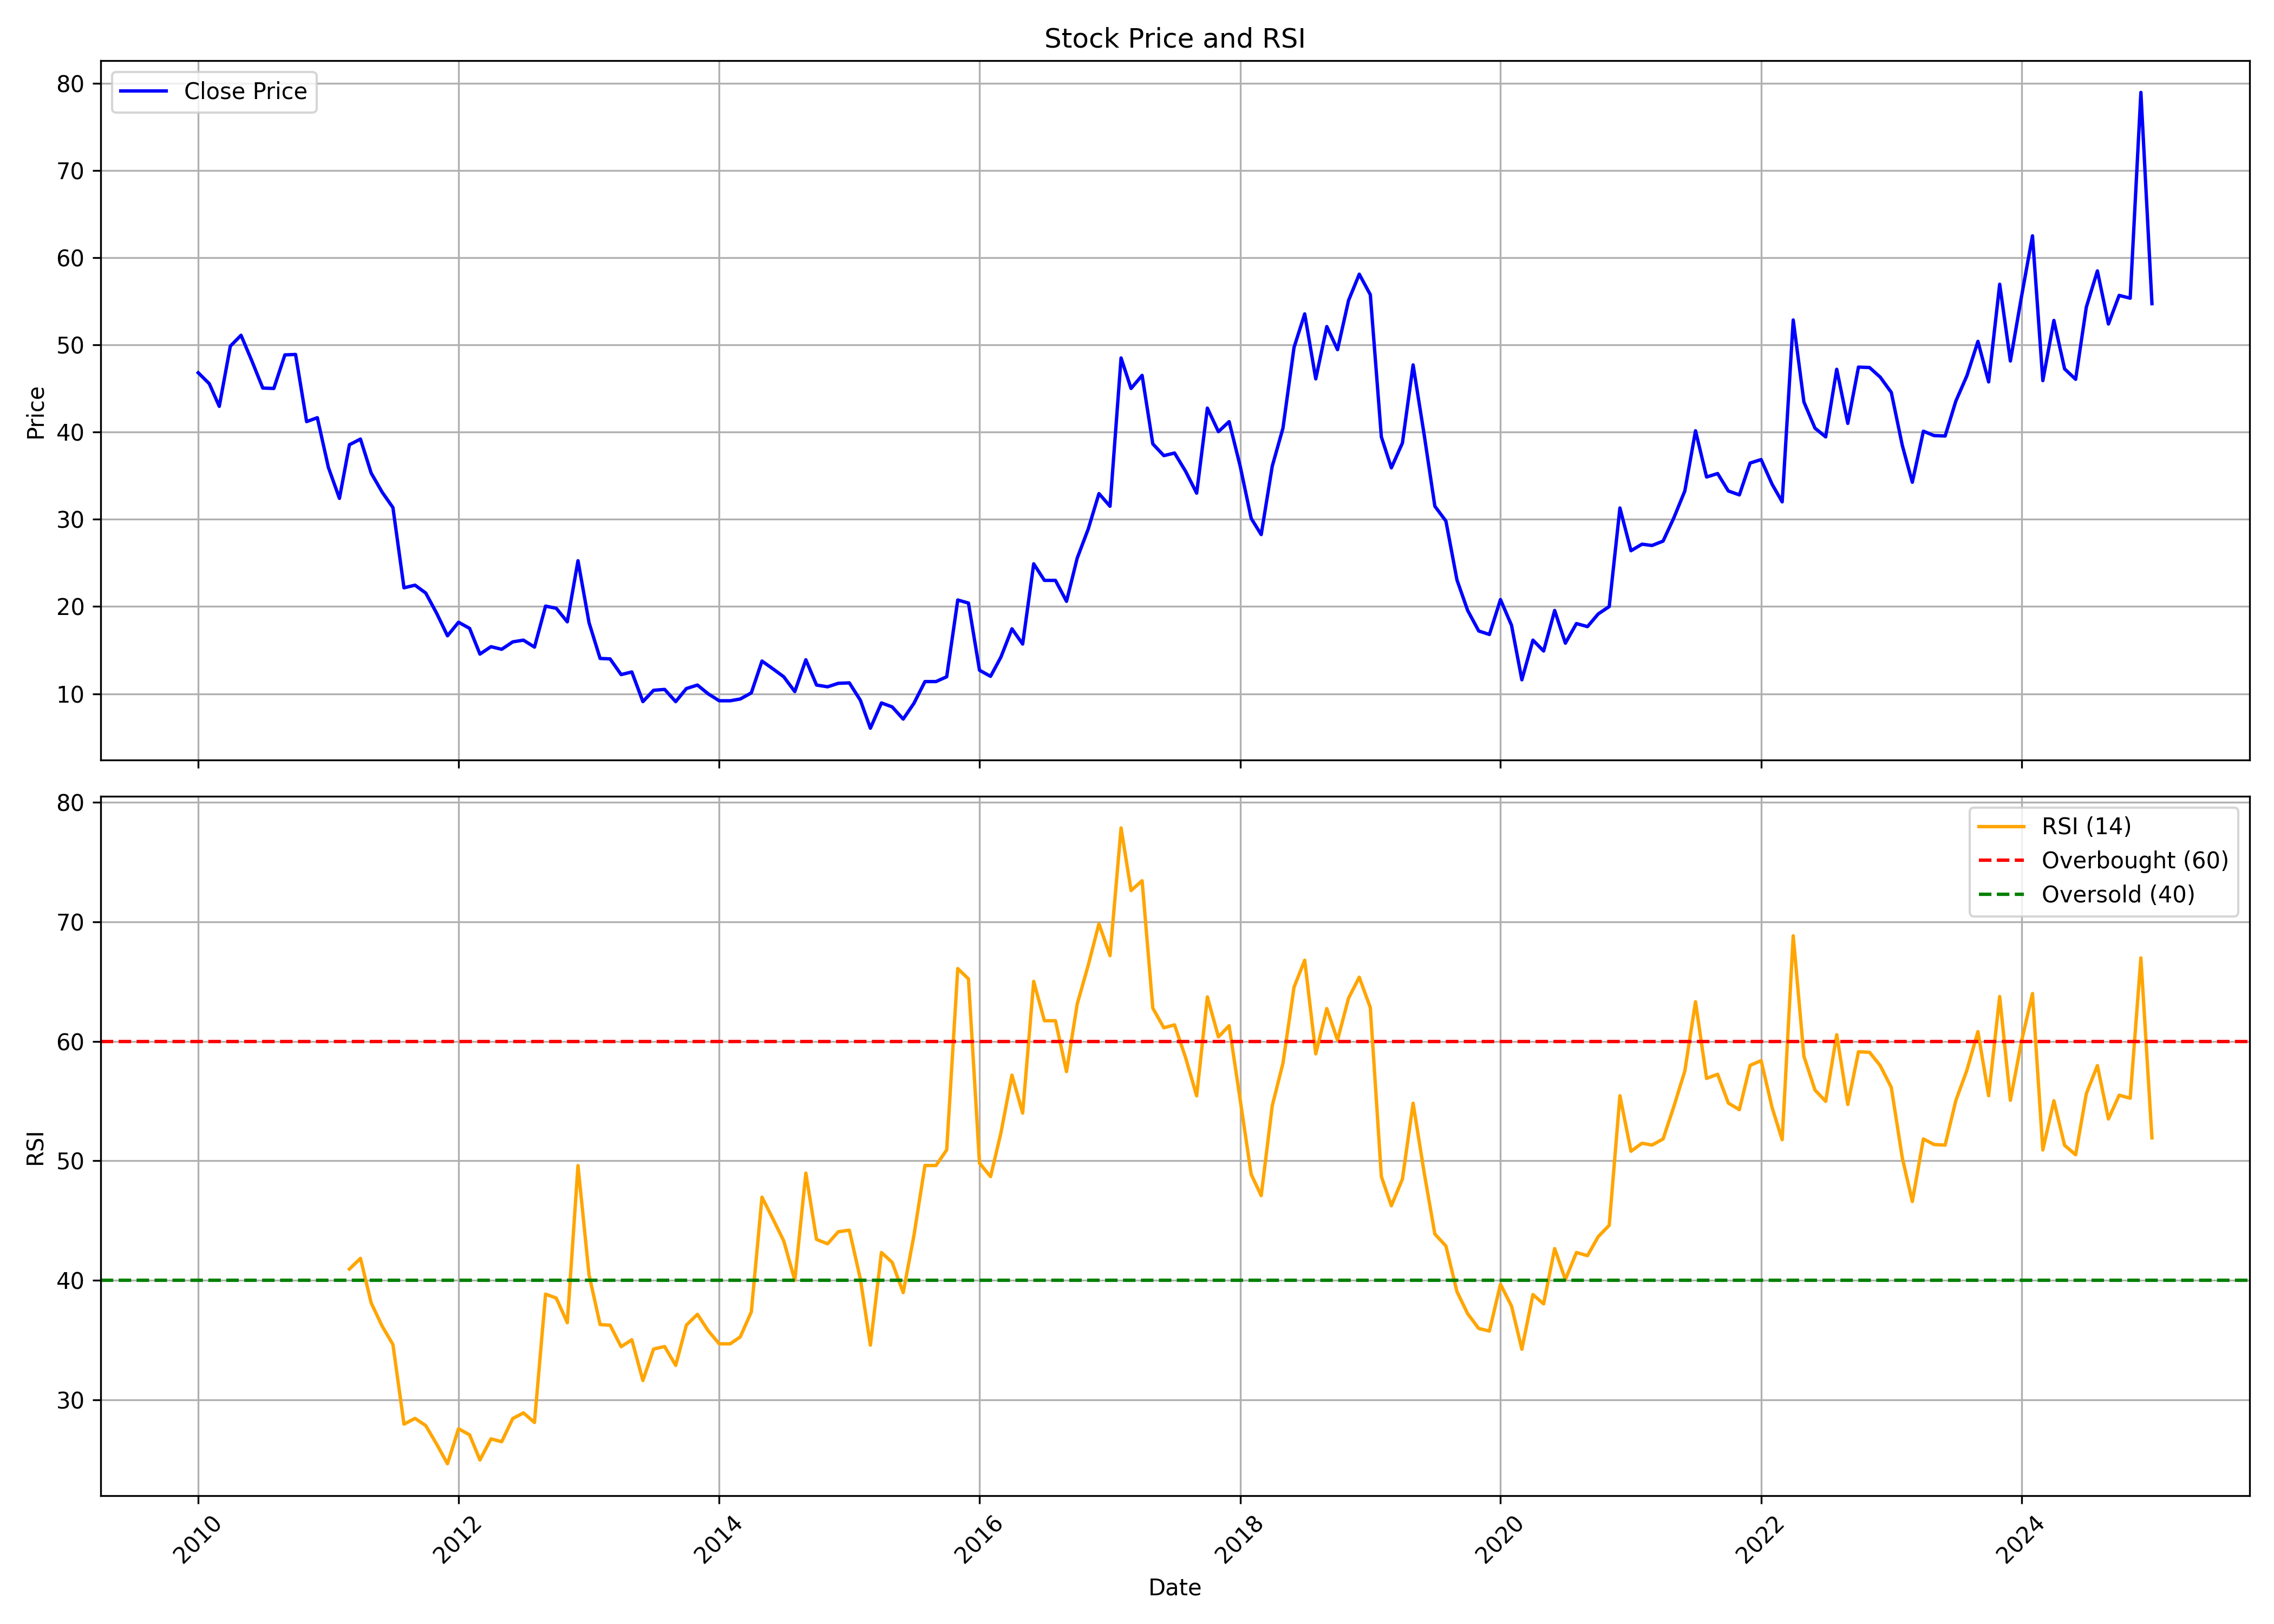 Stock Price and RSI
Close Price
Price
80
70
60
50
40
30
20
10
RSI (14)
Overbought (60)
Oversold (40)
RSI
80
70
60
50
40
30
2010
2012
2014
2016
2018
2020
2022
2024
Date